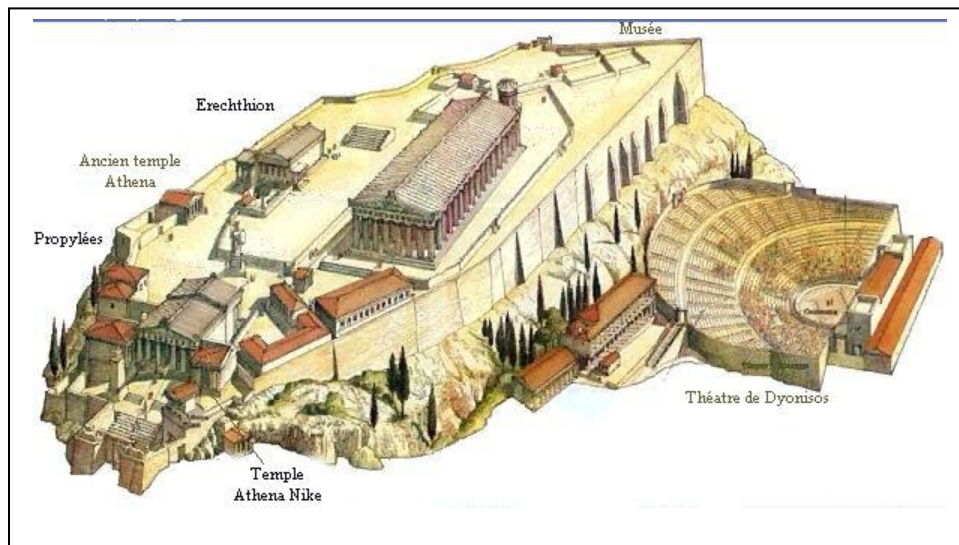 Musée
Erechthion
Ancien temple
Athena
Propylées
Théatre de Dyonisos
Temple
Athena Nike